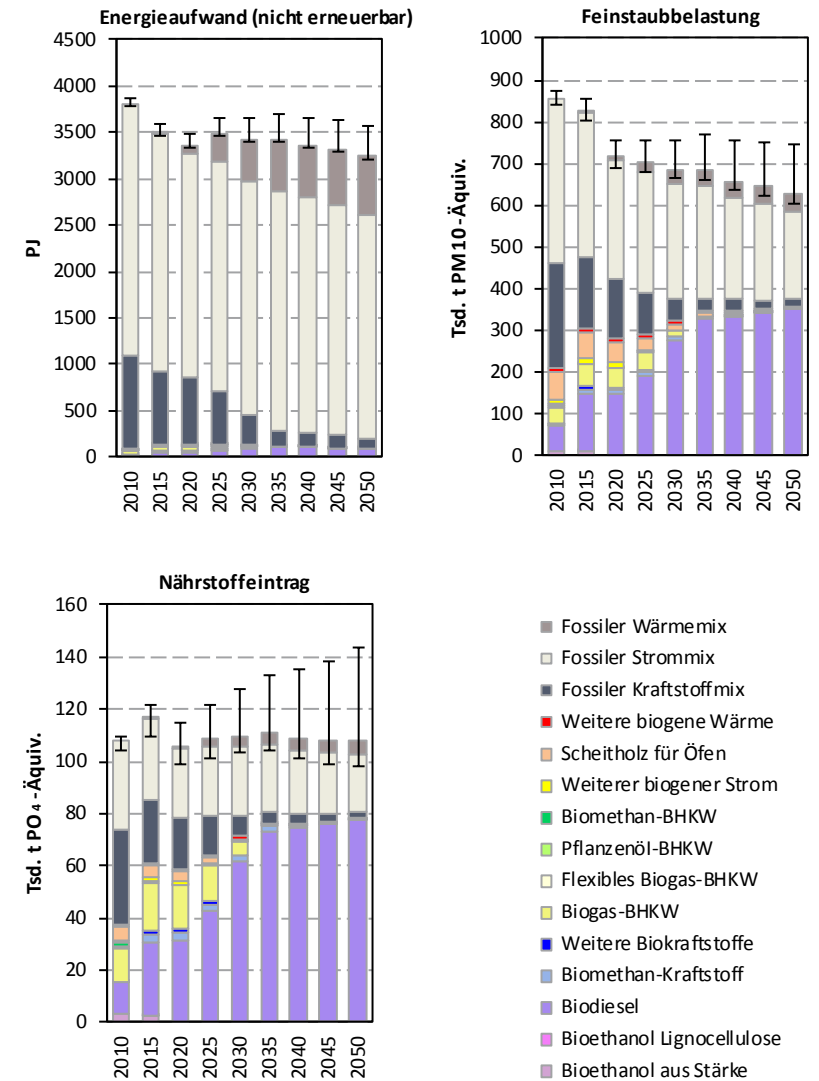 Energieaufwand (nicht erneuerbar)
PJ
4500
4000
3500
3000
2500
2000
1500
1000
500
0
2010
2015
2020
2025
2030
2035
2040
2045
2050
Feinstaubbelastung
Tsd. t PM10-Äquiv.
1000
900
800
700
600
500
400
300
200
100
0
2010
2015
2020
2025
2030
2035
2040
2045
2050
Nährstoffeintrag
Tsd. t PO₄-Äquiv.
160
140
120
100
80
60
40
20
0
2010
2015
2020
2025
2030
2035
2040
2045
2050
Fossiler Wärmemix
Fossiler Strommix
Fossiler Kraftstoffmix
Weitere biogene Wärme
Scheitholz für Öfen
Weiterer biogener Strom
Biomethan-BHKW
Pflanzenöl-BHKW
Flexibles Biogas-BHKW
Biogas-BHKW
Weitere Biokraftstoffe
Biomethan-Kraftstoff
Biodiesel
Bioethanol Lignocellulose
Bioethanol aus Stärke